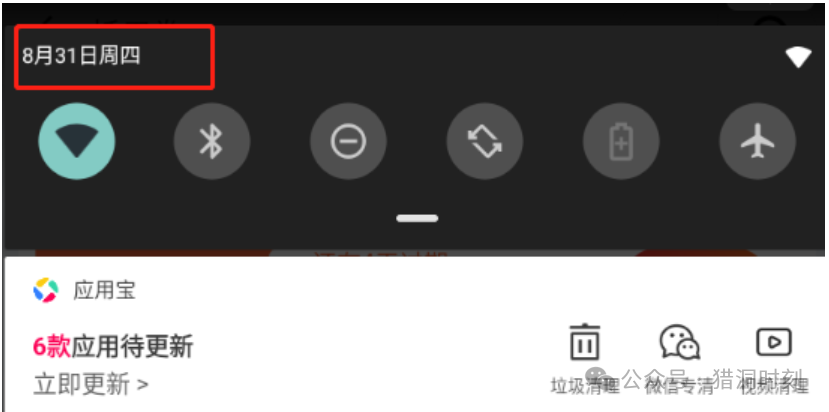 8月31日周四
应用宝
6款应用待更新
立即更新 >
垃圾清理 微信专清 视频清理
公众号 猎洞时刻